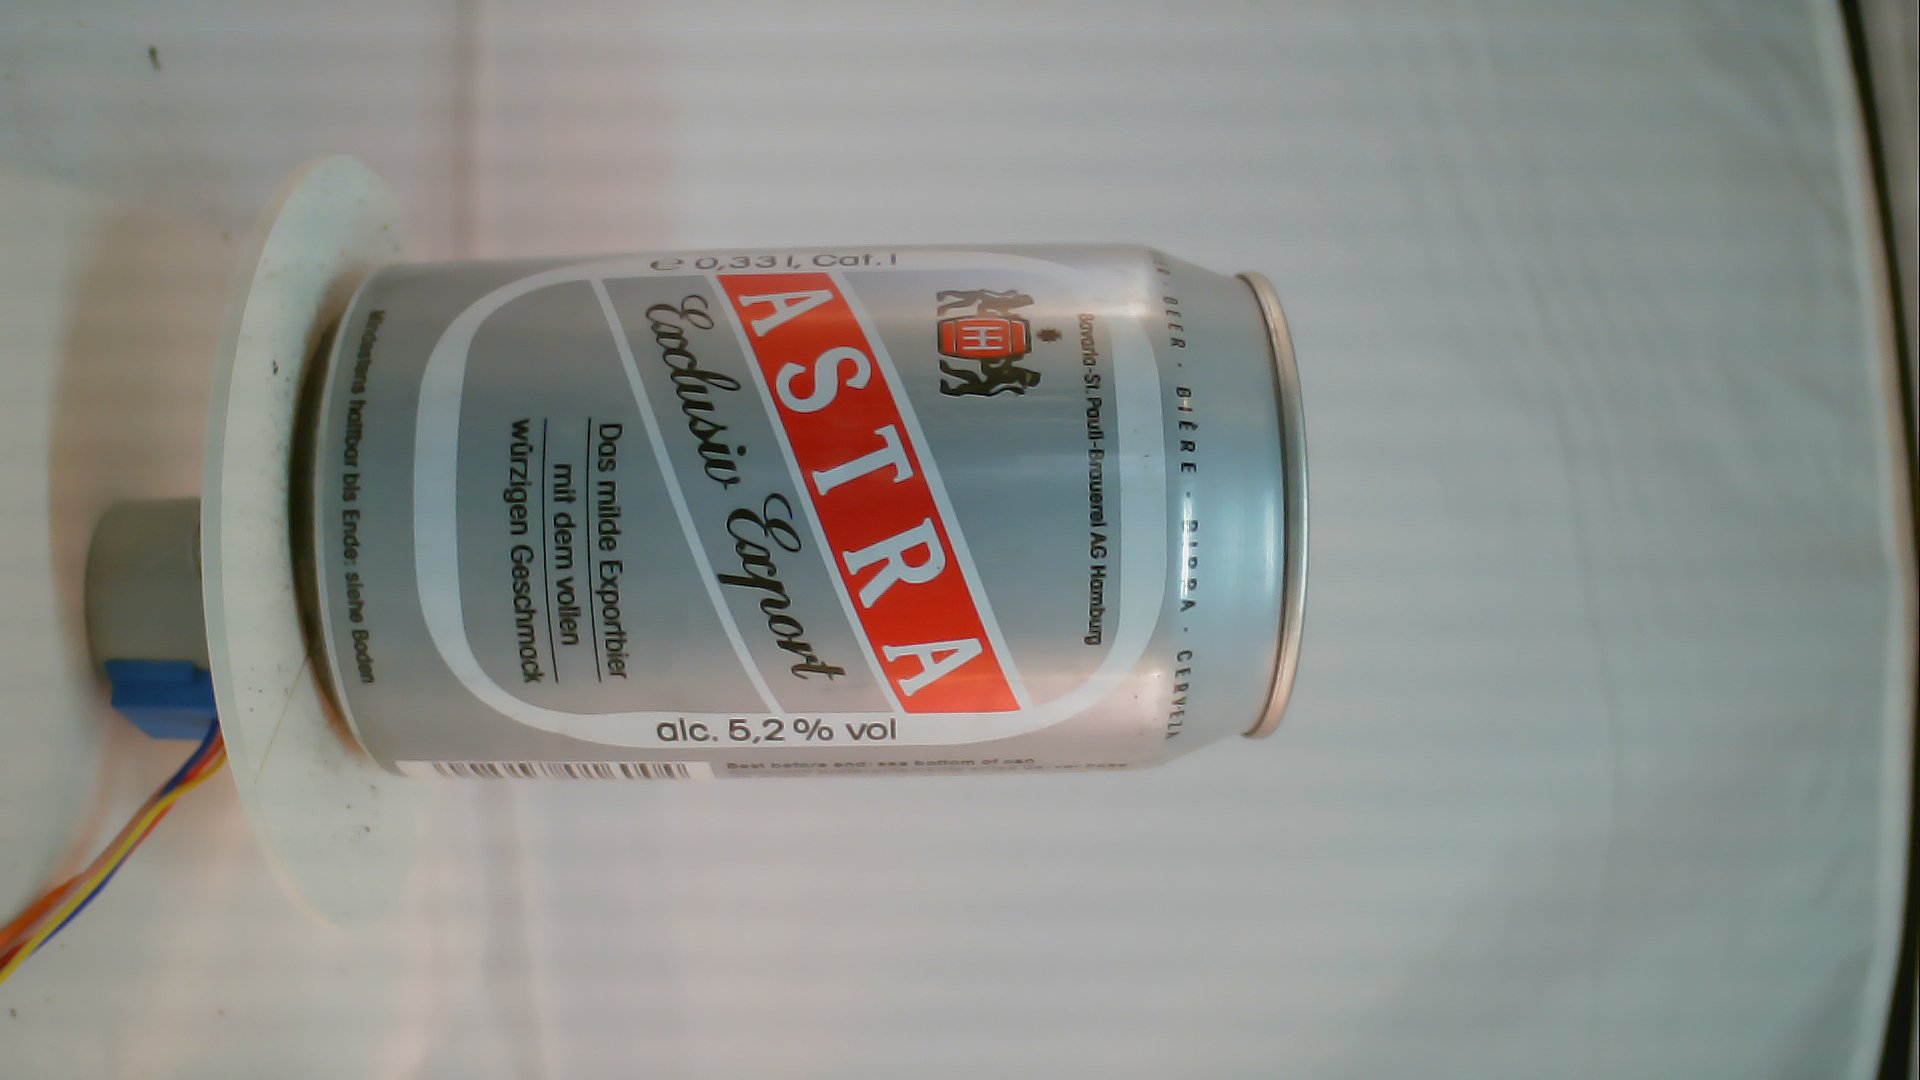 BEER · BIÈRE · BIRRA · CERVEZA
Bavaria-St. Pauli-Brauerei AG Hamburg
ASTRA
Exclusiv Export
Das milde Exportbier
mit dem vollen
würzigen Geschmack
Mindestens haltbar bis Ende: siehe Boden
e 0,33 l, Cat. I
alc. 5,2 % vol
Best before end: see bottom of can